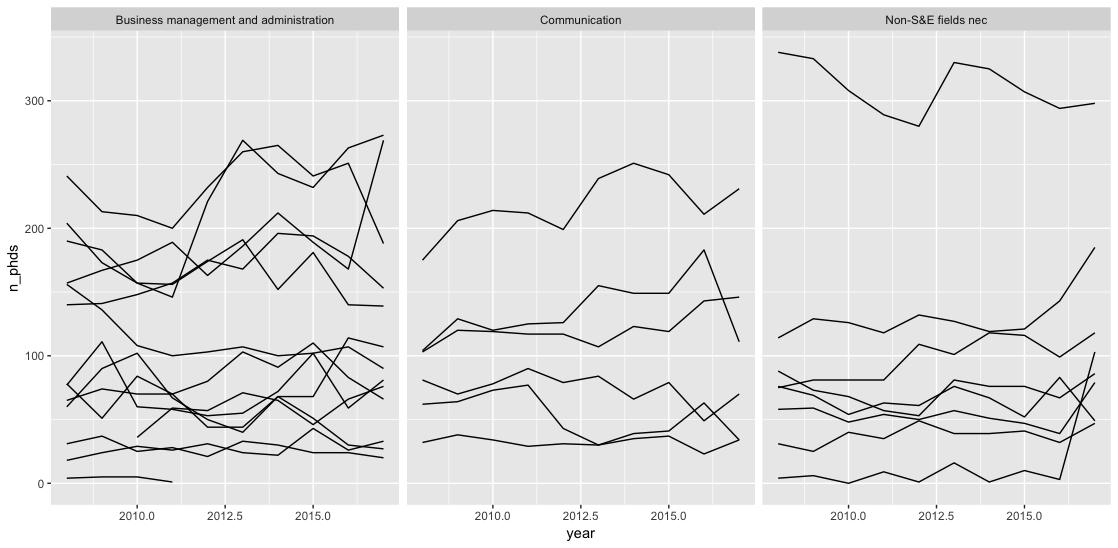 Business management and administration
Communication
Non-S&E fields nec
n_phds
300
200
100
0
2010.0
2012.5
2015.0
2010.0
2012.5
2015.0
2010.0
2012.5
2015.0
year